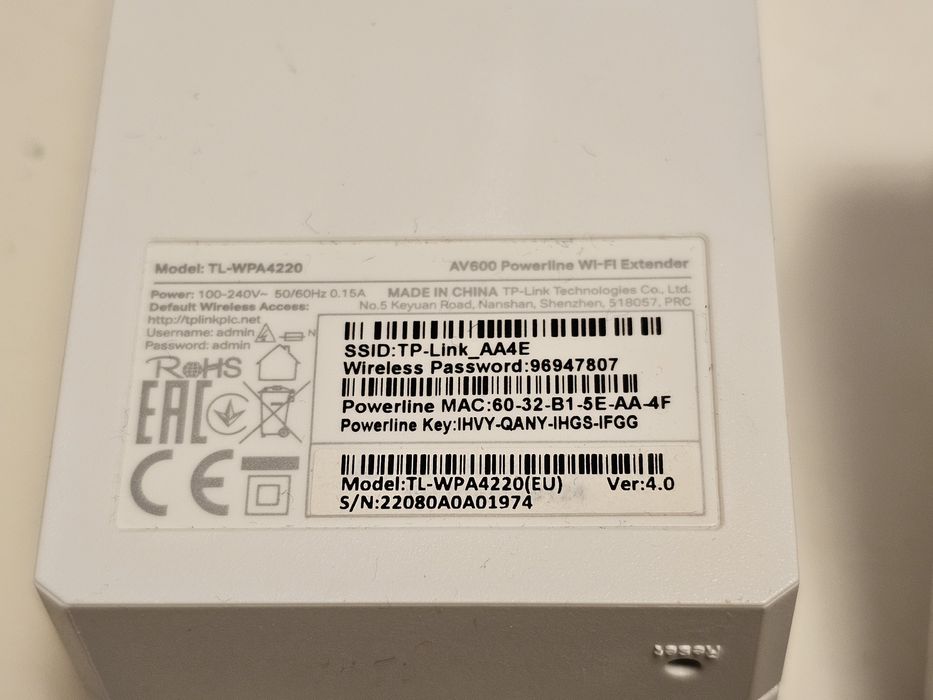 Model: TL-WPA4220
AV600 Powerline Wi-Fi Extender
Power: 100-240V~ 50/60Hz 0.15A
MADE IN CHINA TP-Link Technologies Co., Ltd.
No.5 Keyuan Road, Nanshan, Shenzhen, 518057, PRC
Default Wireless Access:
http://tplinkplc.net
Username: admin
Password: admin
N
RoHS
EAC
CE
SSID:TP-Link_AA4E
Wireless Password:96947807
Powerline MAC:60-32-B1-5E-AA-4F
Powerline Key:IHVY-QANY-IHGS-IFGG
Model:TL-WPA4220(EU) Ver:4.0
S/N:22080A0A01974
Reset